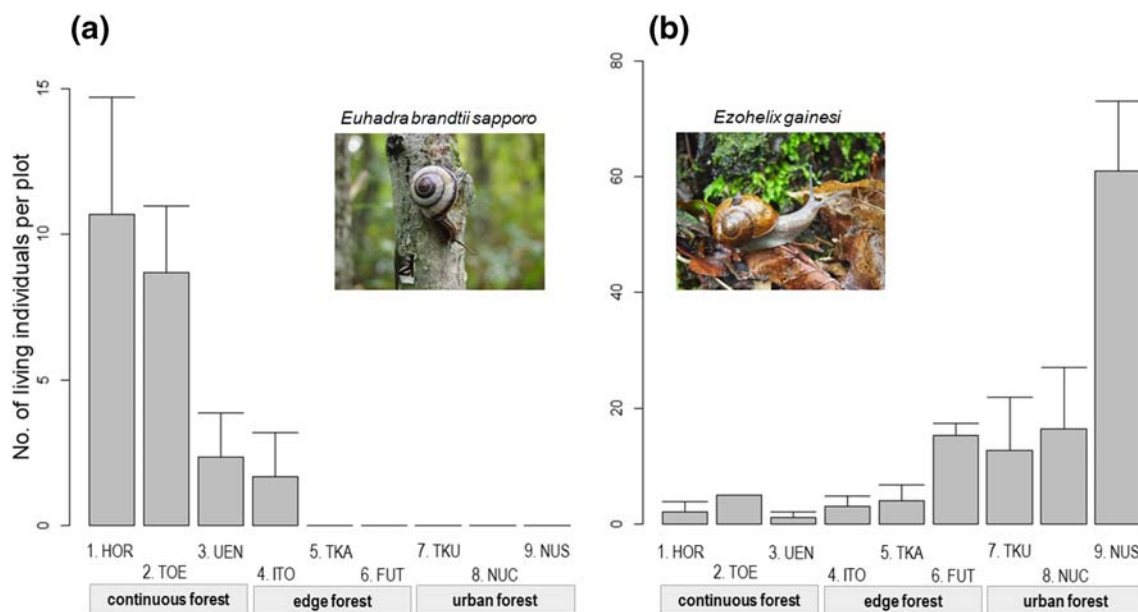 (a)
Euhadra brandtii sapporo
No. of living individuals per plot
15
10
5
0
1. HOR
2. TOE
3. UEN
4. ITO
5. TKA
6. FUT
7. TKU
8. NUC
9. NUS
continuous forest
edge forest
urban forest
(b)
Ezohelix gainesi
80
60
40
20
0
1. HOR
2. TOE
3. UEN
4. ITO
5. TKA
6. FUT
7. TKU
8. NUC
9. NUS
continuous forest
edge forest
urban forest